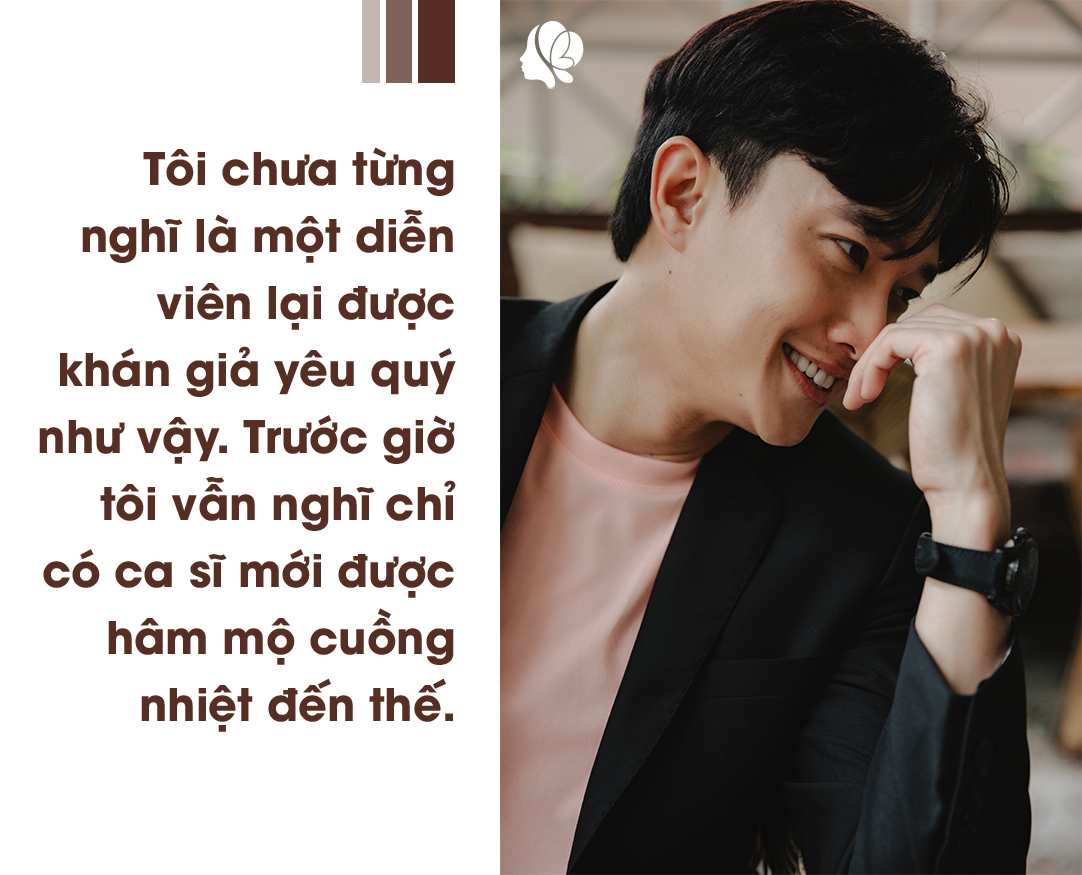 Tôi chưa từng
nghĩ là một diễn
viên lại được
khán giả yêu quý
như vậy. Trước giờ
tôi vẫn nghĩ chỉ
có ca sĩ mới được
hâm mộ cuồng
nhiệt đến thế.